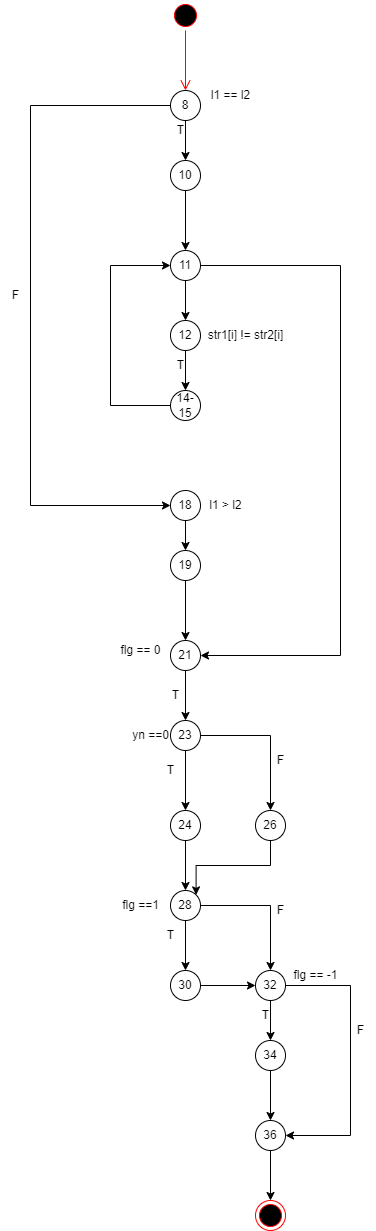 8
l1 == l2
T
10
11
F
12
str1[i] != str2[i]
T
14-
15
18
l1 > l2
19
flg == 0
21
T
yn ==0
23
F
T
24
26
flg ==1
28
F
T
30
32
flg == -1
T
F
34
36